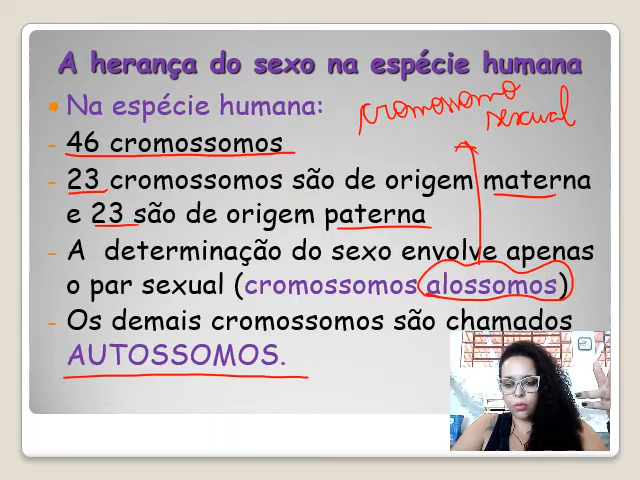 A herança do sexo na espécie humana
Na espécie humana:
cromossomo
sexual
- 46 cromossomos
- 23 cromossomos são de origem materna
e 23 são de origem paterna
- A determinação do sexo envolve apenas
o par sexual (cromossomos alossomos)
- Os demais cromossomos são chamados
AUTOSSOMOS.